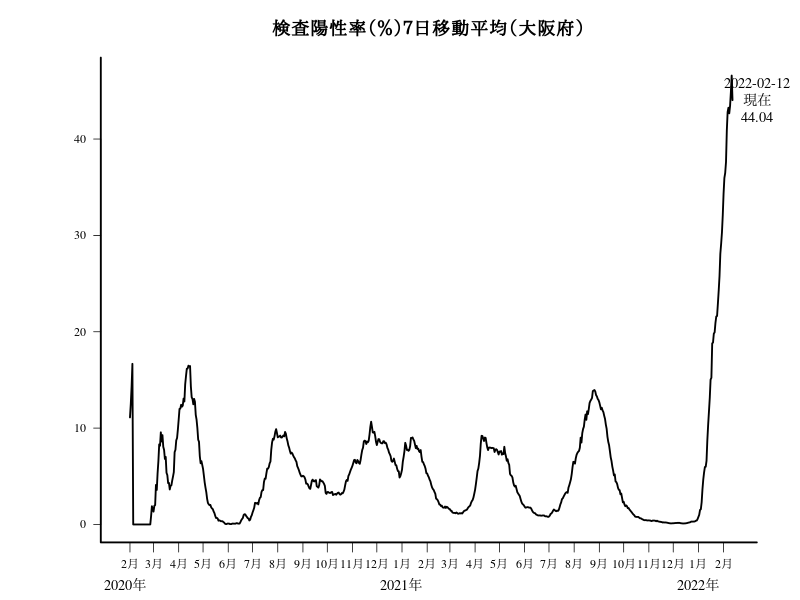 検査陽性率(%)7日移動平均(大阪府)
2022-02-12
現在
44.04
40
30
20
10
0
2月 3月 4月 5月 6月 7月 8月 9月 10月 11月 12月 1月 2月 3月 4月 5月 6月 7月 8月 9月 10月 11月 12月 1月 2月
2020年 2021年 2022年